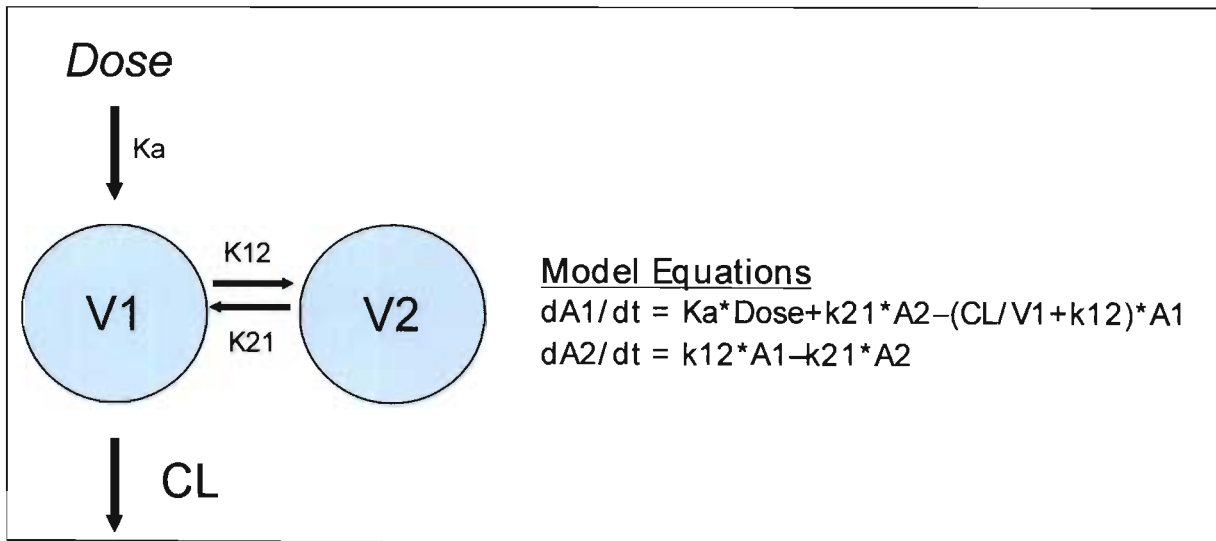 Dose
Ka
K12
V1
V2
K21
CL
Model Equations
dA1/dt = Ka*Dose+k21*A2–(CL/V1+k12)*A1
dA2/dt = k12*A1–k21*A2